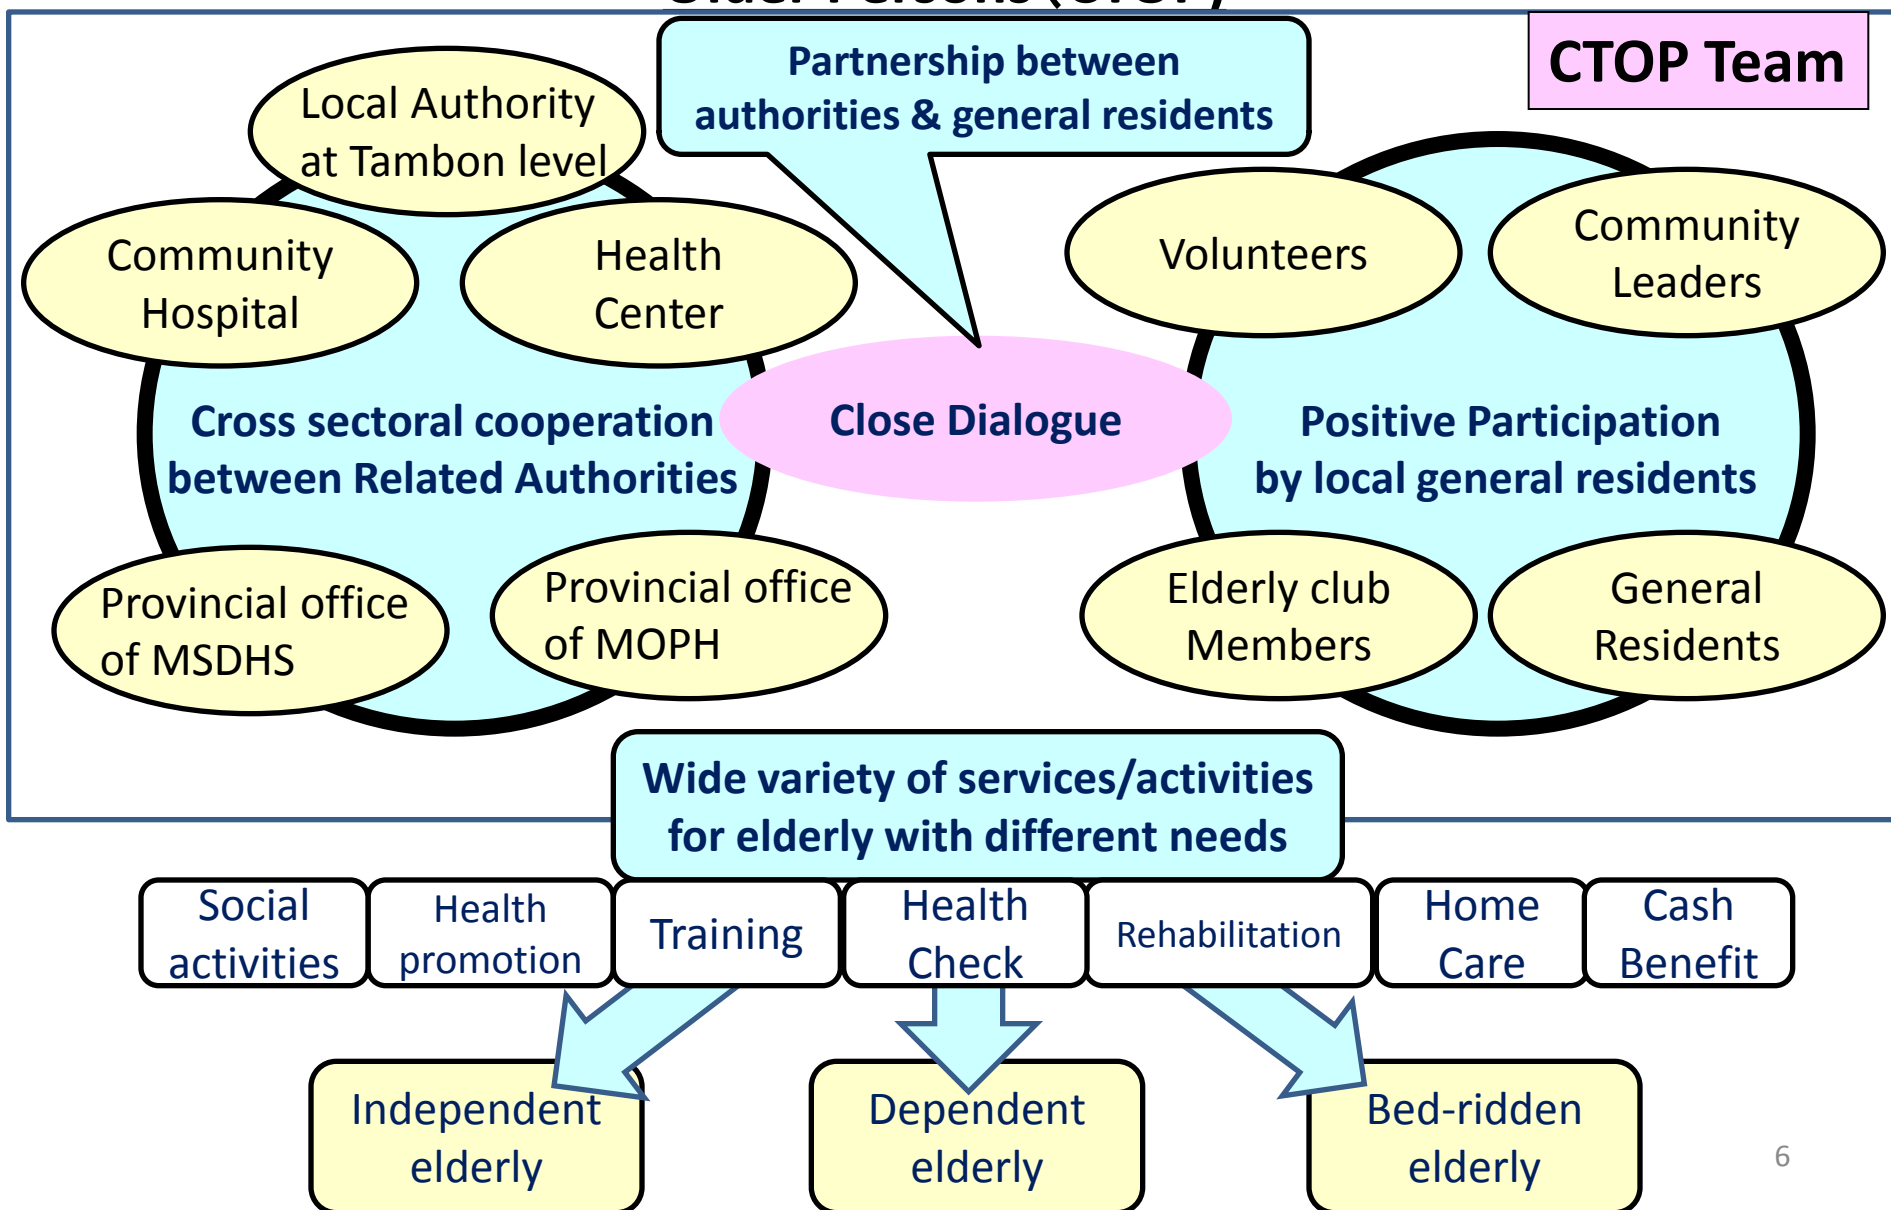 Older Persons (CTOP)
CTOP Team
Partnership between
authorities & general residents
Local Authority
at Tambon level
Community
Hospital
Health
Center
Cross sectoral cooperation
between Related Authorities
Provincial office
of MSDHS
Provincial office
of MOPH
Close Dialogue
Volunteers
Community
Leaders
Positive Participation
by local general residents
Elderly club
Members
General
Residents
Wide variety of services/activities
for elderly with different needs
Social
activities
Health
promotion
Training
Health
Check
Rehabilitation
Home
Care
Cash
Benefit
Independent
elderly
Dependent
elderly
Bed-ridden
elderly
6